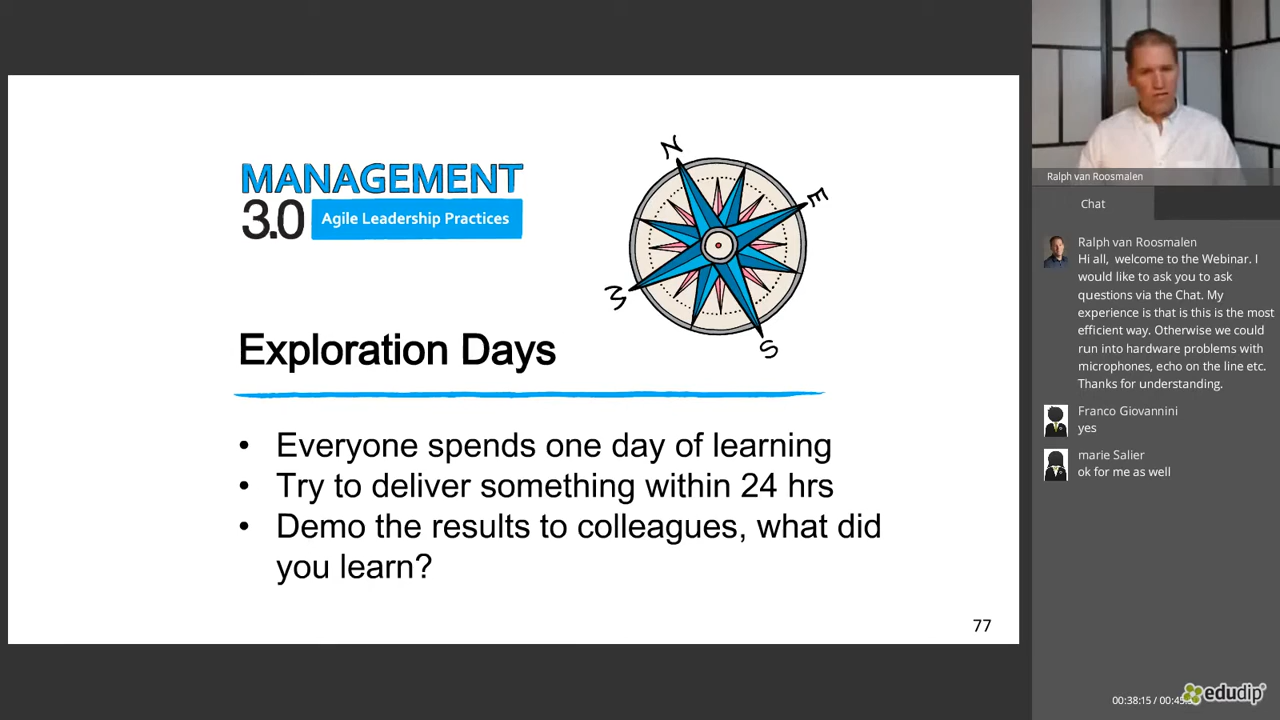 MANAGEMENT
3.0 Agile Leadership Practices
N
E
W
S
Exploration Days
• Everyone spends one day of learning
• Try to deliver something within 24 hrs
• Demo the results to colleagues, what did
you learn?
77
Ralph van Roosmalen
Chat
Ralph van Roosmalen
Hi all, welcome to the Webinar. I
would like to ask you to ask
questions via the Chat. My
experience is that is this is the most
efficient way. Otherwise we could
run into hardware problems with
microphones, echo on the line etc.
Thanks for understanding.
Franco Giovannini
yes
marie Salier
ok for me as well
00:38:15 /
edudip